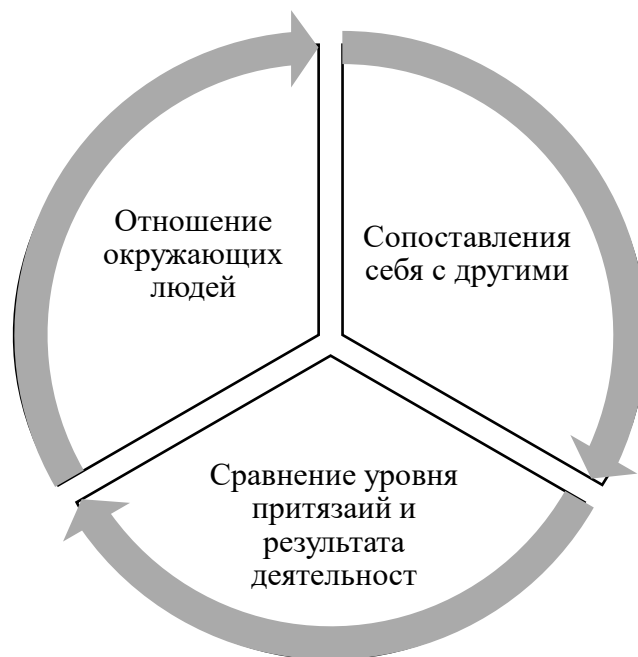 Отношение
окружающих
людей
Сопоставления
себя с другими
Сравнение уровня
притязаий и
результата
деятельност